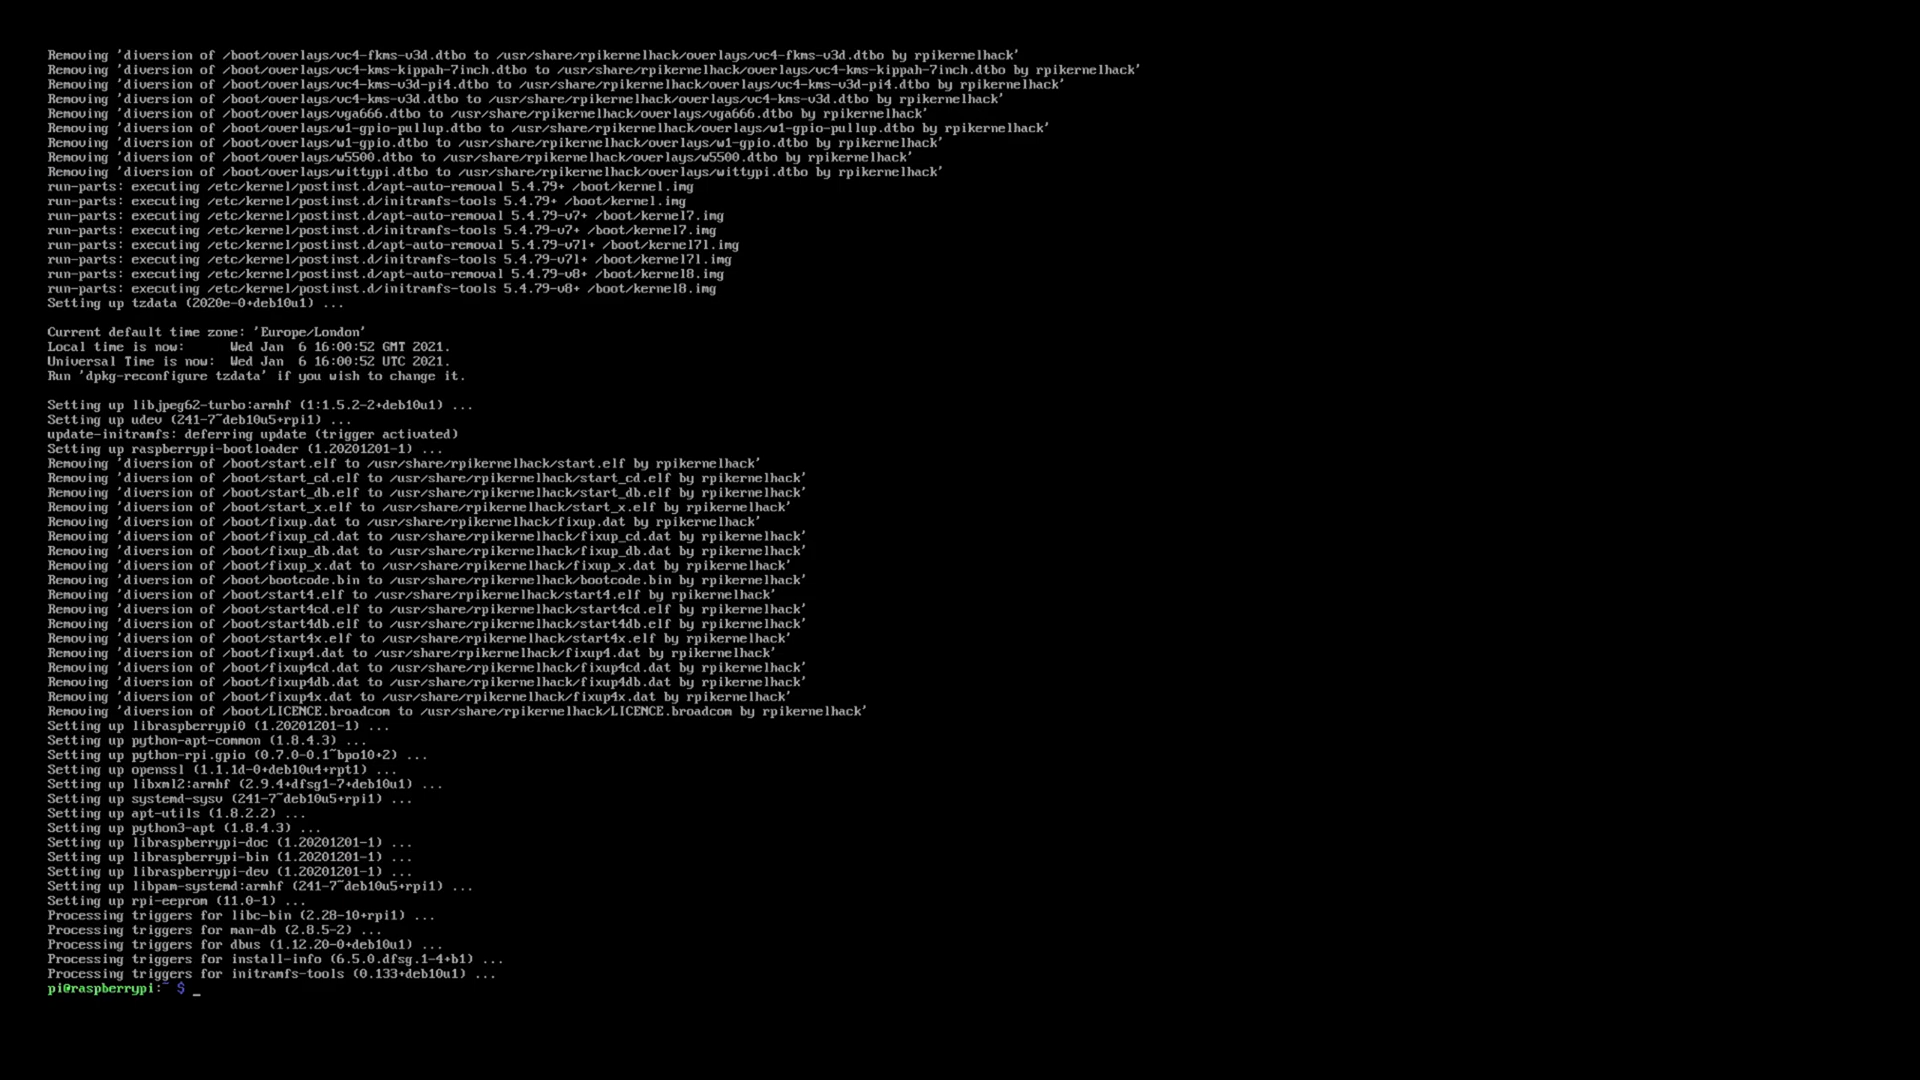 Removing 'diversion of /boot/overlays/vc4-fkms-v3d.dtbo to /usr/share/rpikernelhack/overlays/vc4-fkms-v3d.dtbo by rpikernelhack'
Removing 'diversion of /boot/overlays/vc4-kms-kippah-7inch.dtbo to /usr/share/rpikernelhack/overlays/vc4-kms-kippah-7inch.dtbo by rpikernelhack'
Removing 'diversion of /boot/overlays/vc4-kms-v3d-pi4.dtbo to /usr/share/rpikernelhack/overlays/vc4-kms-v3d-pi4.dtbo by rpikernelhack'
Removing 'diversion of /boot/overlays/vc4-kms-v3d.dtbo to /usr/share/rpikernelhack/overlays/vc4-kms-v3d.dtbo by rpikernelhack'
Removing 'diversion of /boot/overlays/vga666.dtbo to /usr/share/rpikernelhack/overlays/vga666.dtbo by rpikernelhack'
Removing 'diversion of /boot/overlays/w1-gpio-pullup.dtbo to /usr/share/rpikernelhack/overlays/w1-gpio-pullup.dtbo by rpikernelhack'
Removing 'diversion of /boot/overlays/w1-gpio.dtbo to /usr/share/rpikernelhack/overlays/w1-gpio.dtbo by rpikernelhack'
Removing 'diversion of /boot/overlays/w5500.dtbo to /usr/share/rpikernelhack/overlays/w5500.dtbo by rpikernelhack'
Removing 'diversion of /boot/overlays/wittypi.dtbo to /usr/share/rpikernelhack/overlays/wittypi.dtbo by rpikernelhack'
run-parts: executing /etc/kernel/postinst.d/apt-auto-removal 5.4.79+ /boot/kernel.img
run-parts: executing /etc/kernel/postinst.d/initramfs-tools 5.4.79+ /boot/kernel.img
run-parts: executing /etc/kernel/postinst.d/apt-auto-removal 5.4.79-v7+ /boot/kernel7.img
run-parts: executing /etc/kernel/postinst.d/initramfs-tools 5.4.79-v7+ /boot/kernel7.img
run-parts: executing /etc/kernel/postinst.d/apt-auto-removal 5.4.79-v7l+ /boot/kernel7l.img
run-parts: executing /etc/kernel/postinst.d/initramfs-tools 5.4.79-v7l+ /boot/kernel7l.img
run-parts: executing /etc/kernel/postinst.d/apt-auto-removal 5.4.79-v8+ /boot/kernel8.img
run-parts: executing /etc/kernel/postinst.d/initramfs-tools 5.4.79-v8+ /boot/kernel8.img
Setting up tzdata (2020e-0+deb10u1) ...
Current default time zone: 'Europe/London'
Local time is now:      Wed Jan  6 16:00:52 GMT 2021.
Universal Time is now:  Wed Jan  6 16:00:52 UTC 2021.
Run 'dpkg-reconfigure tzdata' if you wish to change it.
Setting up libjpeg62-turbo:armhf (1:1.5.2-2+deb10u1) ...
Setting up udev (241-7~deb10u5+rpi1) ...
update-initramfs: deferring update (trigger activated)
Setting up raspberrypi-bootloader (1.20201201-1) ...
Removing 'diversion of /boot/start.elf to /usr/share/rpikernelhack/start.elf by rpikernelhack'
Removing 'diversion of /boot/start_cd.elf to /usr/share/rpikernelhack/start_cd.elf by rpikernelhack'
Removing 'diversion of /boot/start_db.elf to /usr/share/rpikernelhack/start_db.elf by rpikernelhack'
Removing 'diversion of /boot/start_x.elf to /usr/share/rpikernelhack/start_x.elf by rpikernelhack'
Removing 'diversion of /boot/fixup.dat to /usr/share/rpikernelhack/fixup.dat by rpikernelhack'
Removing 'diversion of /boot/fixup_cd.dat to /usr/share/rpikernelhack/fixup_cd.dat by rpikernelhack'
Removing 'diversion of /boot/fixup_db.dat to /usr/share/rpikernelhack/fixup_db.dat by rpikernelhack'
Removing 'diversion of /boot/fixup_x.dat to /usr/share/rpikernelhack/fixup_x.dat by rpikernelhack'
Removing 'diversion of /boot/bootcode.bin to /usr/share/rpikernelhack/bootcode.bin by rpikernelhack'
Removing 'diversion of /boot/start4.elf to /usr/share/rpikernelhack/start4.elf by rpikernelhack'
Removing 'diversion of /boot/start4cd.elf to /usr/share/rpikernelhack/start4cd.elf by rpikernelhack'
Removing 'diversion of /boot/start4db.elf to /usr/share/rpikernelhack/start4db.elf by rpikernelhack'
Removing 'diversion of /boot/start4x.elf to /usr/share/rpikernelhack/start4x.elf by rpikernelhack'
Removing 'diversion of /boot/fixup4.dat to /usr/share/rpikernelhack/fixup4.dat by rpikernelhack'
Removing 'diversion of /boot/fixup4cd.dat to /usr/share/rpikernelhack/fixup4cd.dat by rpikernelhack'
Removing 'diversion of /boot/fixup4db.dat to /usr/share/rpikernelhack/fixup4db.dat by rpikernelhack'
Removing 'diversion of /boot/fixup4x.dat to /usr/share/rpikernelhack/fixup4x.dat by rpikernelhack'
Removing 'diversion of /boot/LICENCE.broadcom to /usr/share/rpikernelhack/LICENCE.broadcom by rpikernelhack'
Setting up libraspberrypi0 (1.20201201-1) ...
Setting up python-apt-common (1.8.4.3) ...
Setting up python-rpi.gpio (0.7.0-0.1~bpo10+2) ...
Setting up openssl (1.1.1d-0+deb10u4+rpt1) ...
Setting up libxml2:armhf (2.9.4+dfsg1-7+deb10u1) ...
Setting up systemd-sysv (241-7~deb10u5+rpi1) ...
Setting up apt-utils (1.8.2.2) ...
Setting up python3-apt (1.8.4.3) ...
Setting up libraspberrypi-doc (1.20201201-1) ...
Setting up libraspberrypi-bin (1.20201201-1) ...
Setting up libraspberrypi-dev (1.20201201-1) ...
Setting up libpam-systemd:armhf (241-7~deb10u5+rpi1) ...
Setting up rpi-eeprom (11.0-1) ...
Processing triggers for libc-bin (2.28-10+rpi1) ...
Processing triggers for man-db (2.8.5-2) ...
Processing triggers for dbus (1.12.20-0+deb10u1) ...
Processing triggers for install-info (6.5.0.dfsg.1-4+b1) ...
Processing triggers for initramfs-tools (0.133+deb10u1) ...
pi@raspberrypi:~ $ _